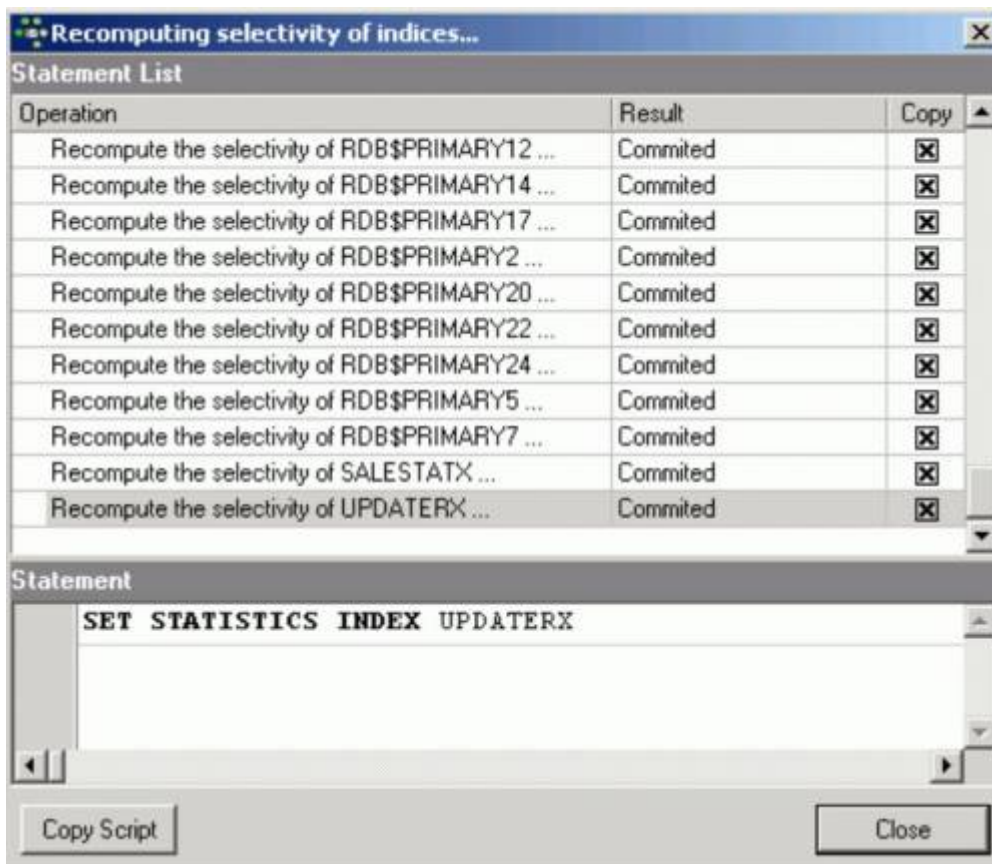 Recomputing selectivity of indices...
Statement List
Operation Result Copy
Recompute the selectivity of RDB$PRIMARY12 ... Commited
Recompute the selectivity of RDB$PRIMARY14 ... Commited
Recompute the selectivity of RDB$PRIMARY17 ... Commited
Recompute the selectivity of RDB$PRIMARY2 ... Commited
Recompute the selectivity of RDB$PRIMARY20 ... Commited
Recompute the selectivity of RDB$PRIMARY22 ... Commited
Recompute the selectivity of RDB$PRIMARY24 ... Commited
Recompute the selectivity of RDB$PRIMARY5 ... Commited
Recompute the selectivity of RDB$PRIMARY7 ... Commited
Recompute the selectivity of SALESTATX ... Commited
Recompute the selectivity of UPDATERX ... Commited
Statement
SET STATISTICS INDEX UPDATERX
Copy Script Close